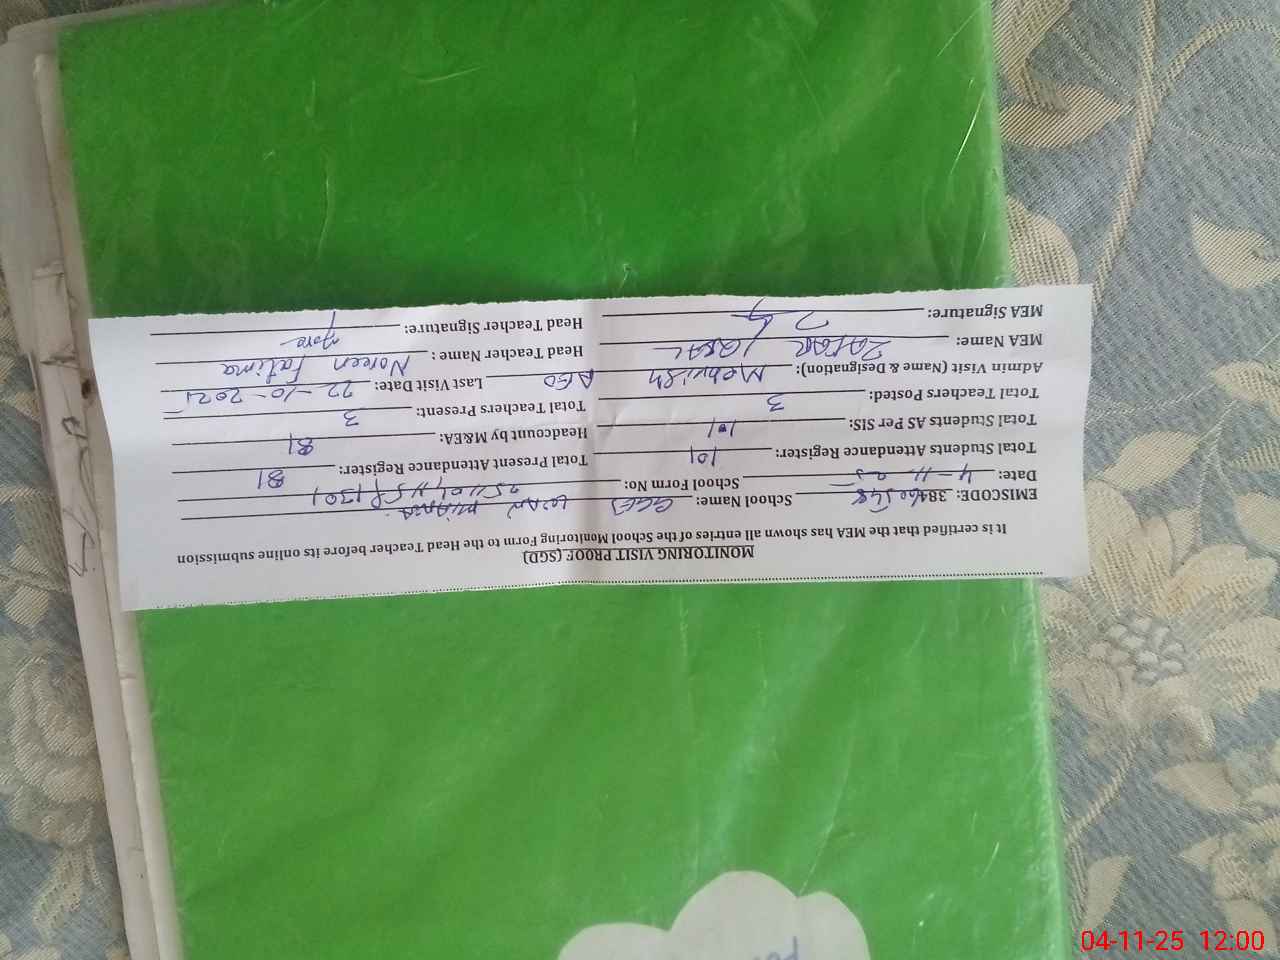 MONITORING VISIT PROOF (SGD)
It is certified that the MEA has shown all entries of the School Monitoring Form to the Head Teacher before its online submission
EMISCODE: 38 School Name: GGES
Date: 4-11-25 School Form No:
Total Students Attendance Register: 101 Total Present Attendant Register: 81
Total Students AS Per SIS: 101 Headcount by M&EA: 81
Total Teachers Posted: 3 Total Teachers Present: 3
Admin Visit (Name & Designation): Mehvish AEO Last Visit Date: 22-10-2025
MEA Name: ZAFAR IQBAL Head Teacher Name: Noreen Fatima
MEA Signature: Head Teacher Signature:
04-11-25 12:00